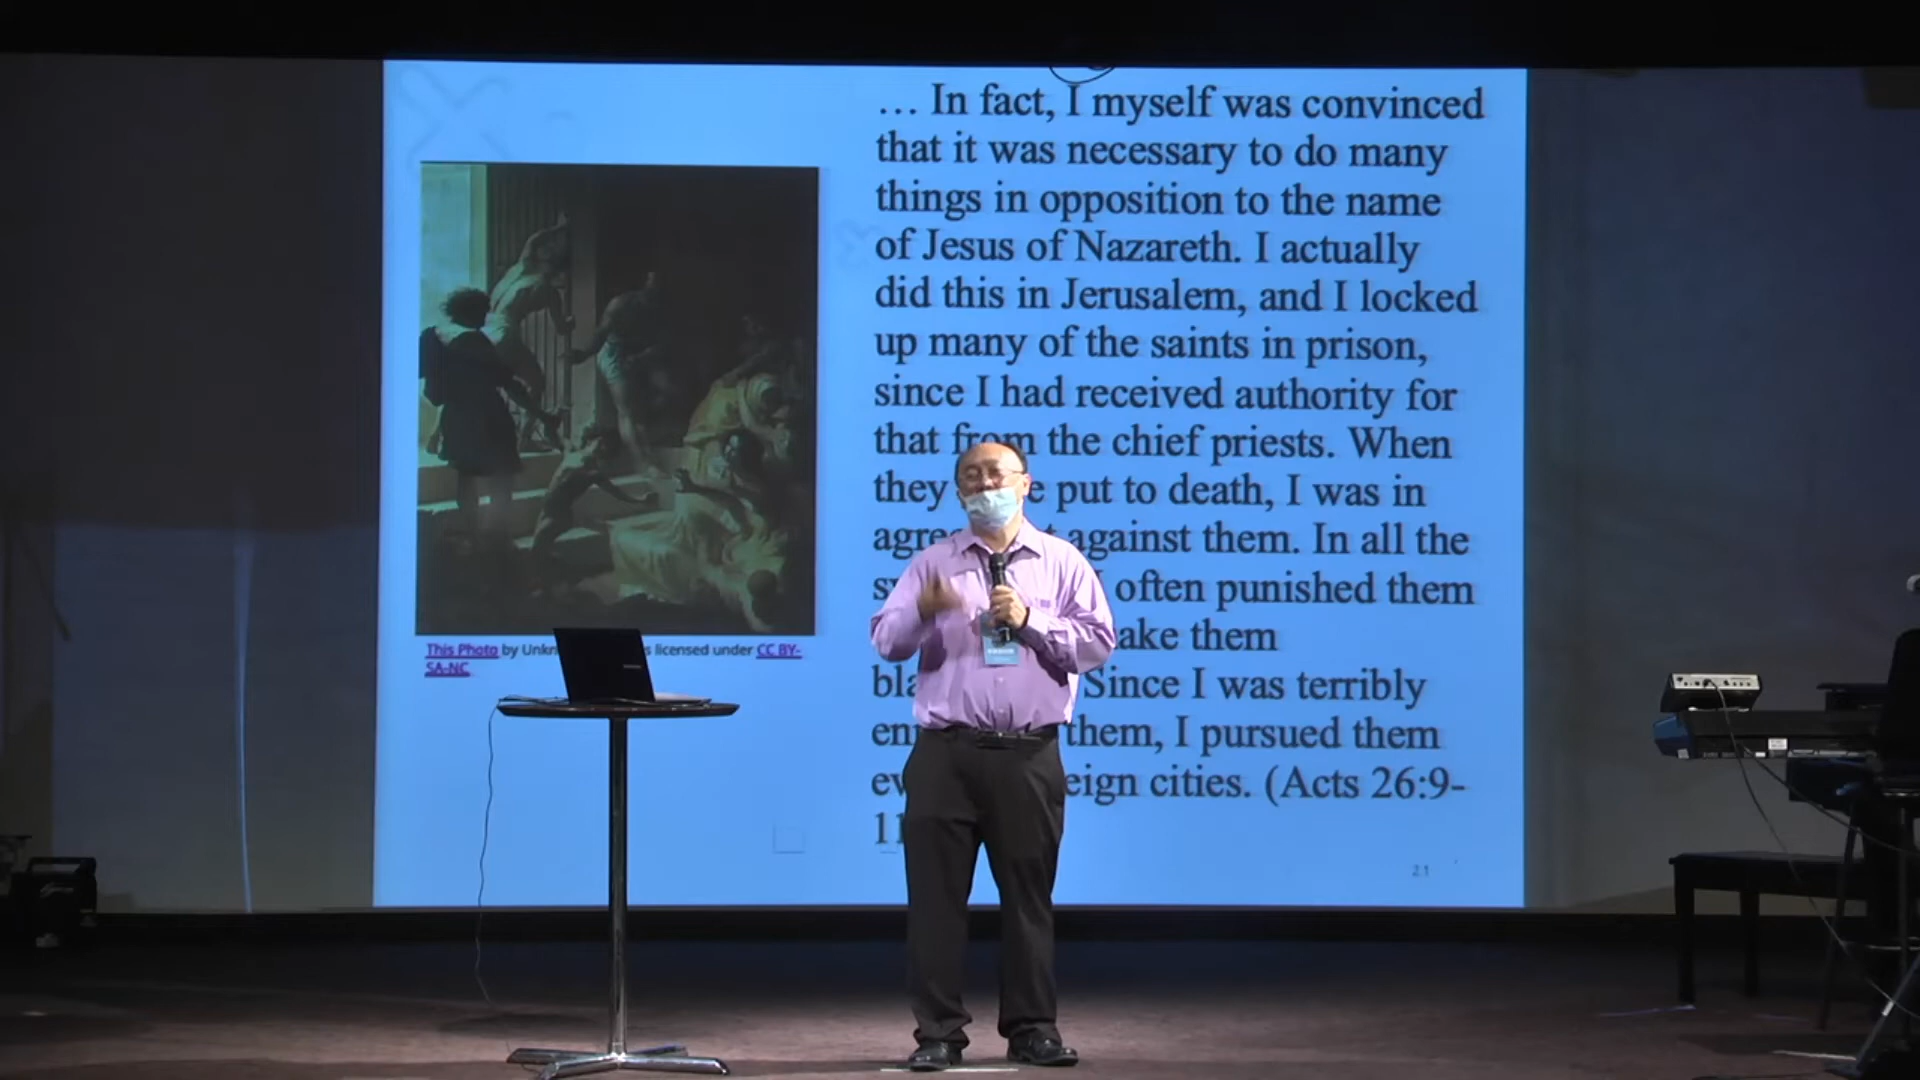 … In fact, I myself was convinced
that it was necessary to do many
things in opposition to the name
of Jesus of Nazareth. I actually
did this in Jerusalem, and I locked
up many of the saints in prison,
since I had received authority for
that from the chief priests. When
they put to death, I was in
against them. In all the
I often punished them
them
Since I was terribly
them, I pursued them
cities. (Acts 26:9-
11
This Photo by licensed under CC BY-
SA-NC
21